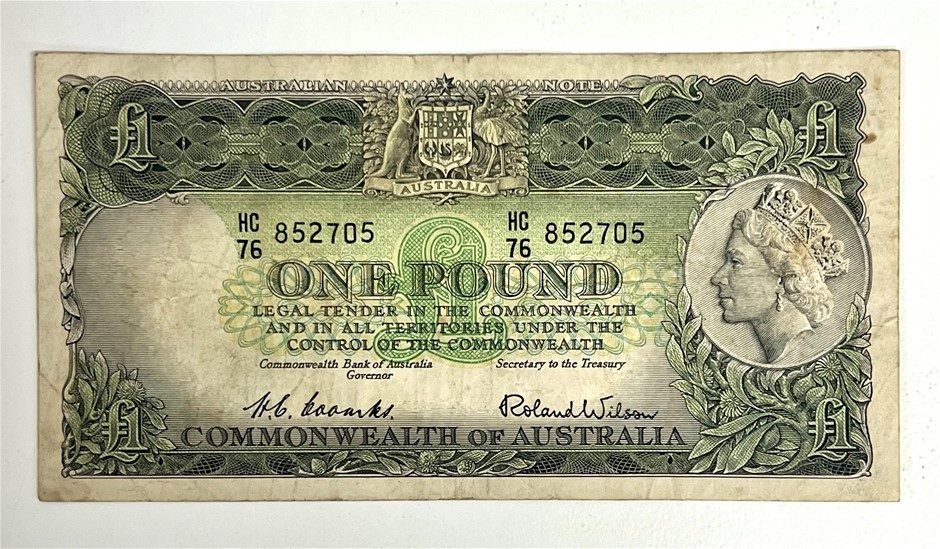 AUSTRALIAN NOTE
£1 £1
AUSTRALIA
HC 76 852705 HC 76 852705
£
ONE POUND
LEGAL TENDER IN THE COMMONWEALTH
AND IN ALL TERRITORIES UNDER THE
CONTROL OF THE COMMONWEALTH
Commonwealth Bank of Australia Secretary to the Treasury
Governor
H.C. Coombs. Roland Wilson
£1 COMMONWEALTH OF AUSTRALIA £1